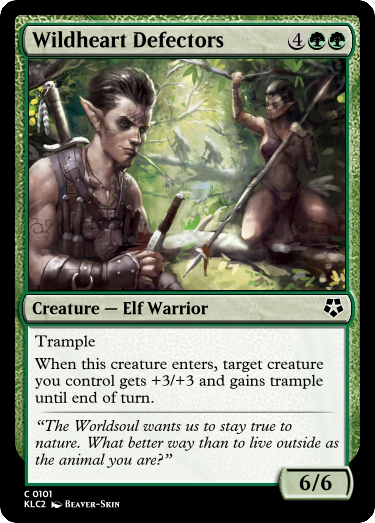 Wildheart Defectors 4
Creature — Elf Warrior
Trample
When this creature enters, target creature
you control gets +3/+3 and gains trample
until end of turn.
"The Worldsoul wants us to stay true to
nature. What better way than to live outside as
the animal you are?"
6/6
C 0101
KLC2 Beaver-Skin